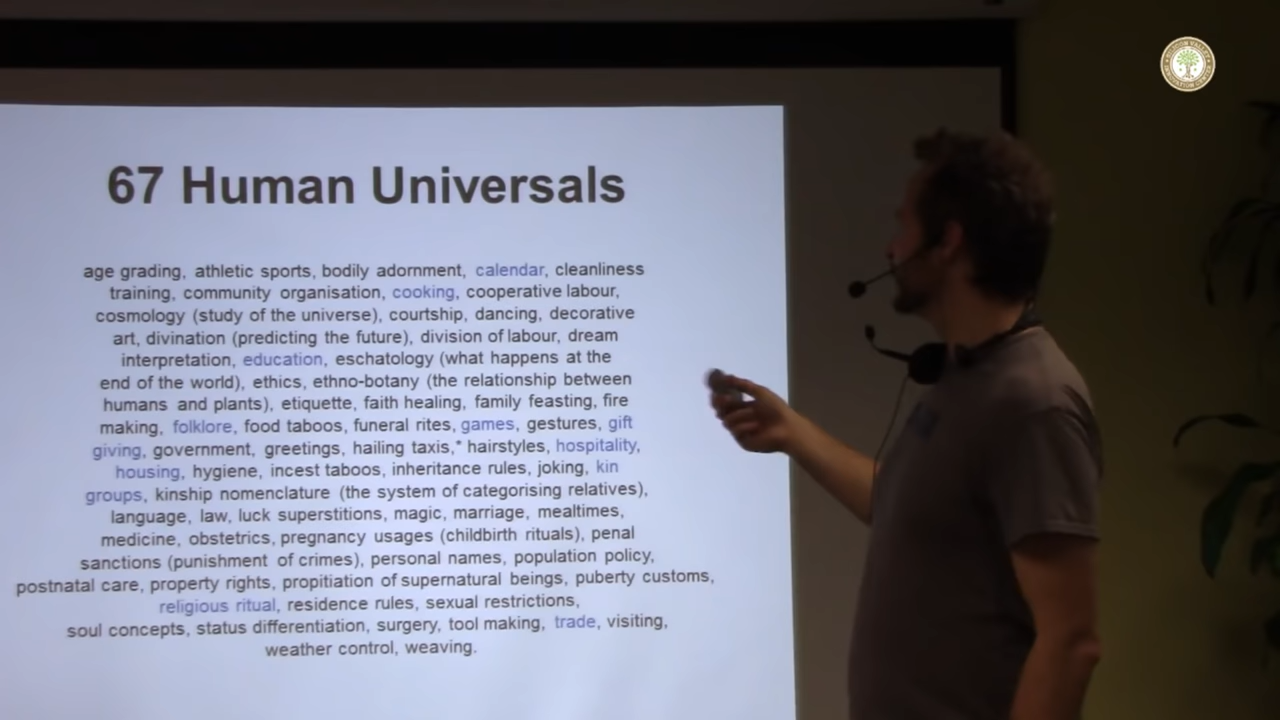 67 Human Universals
age grading, athletic sports, bodily adornment, calendar, cleanliness
training, community organisation, cooking, cooperative labour,
cosmology (study of the universe), courtship, dancing, decorative
art, divination (predicting the future), division of labour, dream
interpretation, education, eschatology (what happens at the
end of the world), ethics, ethno-botany (the relationship between
humans and plants), etiquette, faith healing, family feasting, fire
making, folklore, food taboos, funeral rites, games, gestures, gift
giving, government, greetings, hailing taxis,* hairstyles, hospitality,
housing, hygiene, incest taboos, inheritance rules, joking, kin
groups, kinship nomenclature (the system of categorising relatives),
language, law, luck superstitions, magic, marriage, mealtimes,
medicine, obstetrics, pregnancy usages (childbirth rituals), penal
sanctions (punishment of crimes), personal names, population policy,
postnatal care, property rights, propitiation of supernatural beings, puberty customs,
religious ritual, residence rules, sexual restrictions,
soul concepts, status differentiation, surgery, tool making, trade, visiting,
weather control, weaving.